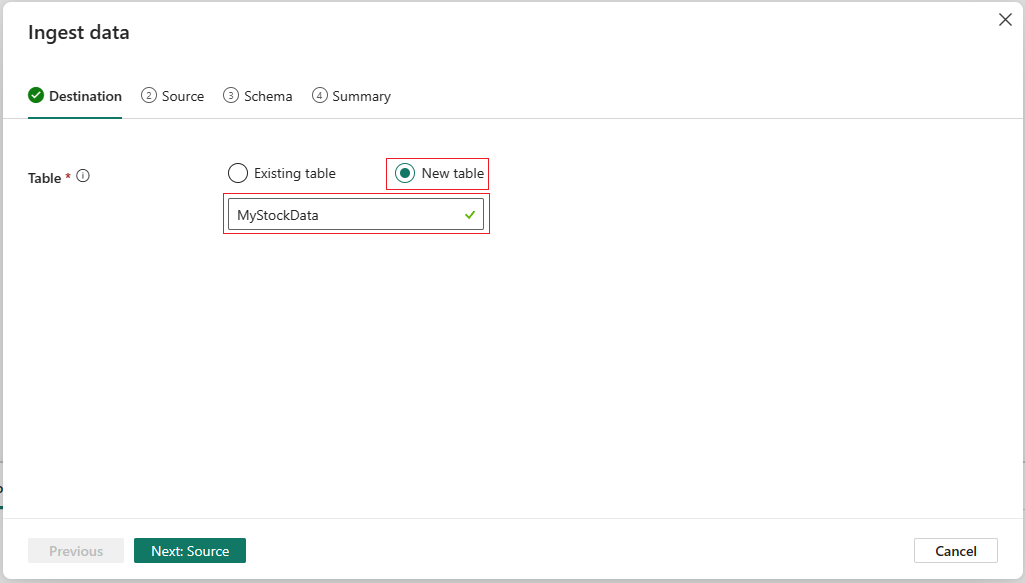 Ingest data
Destination 2 Source 3 Schema 4 Summary
Table * Existing table New table
MyStockData
Previous Next: Source Cancel